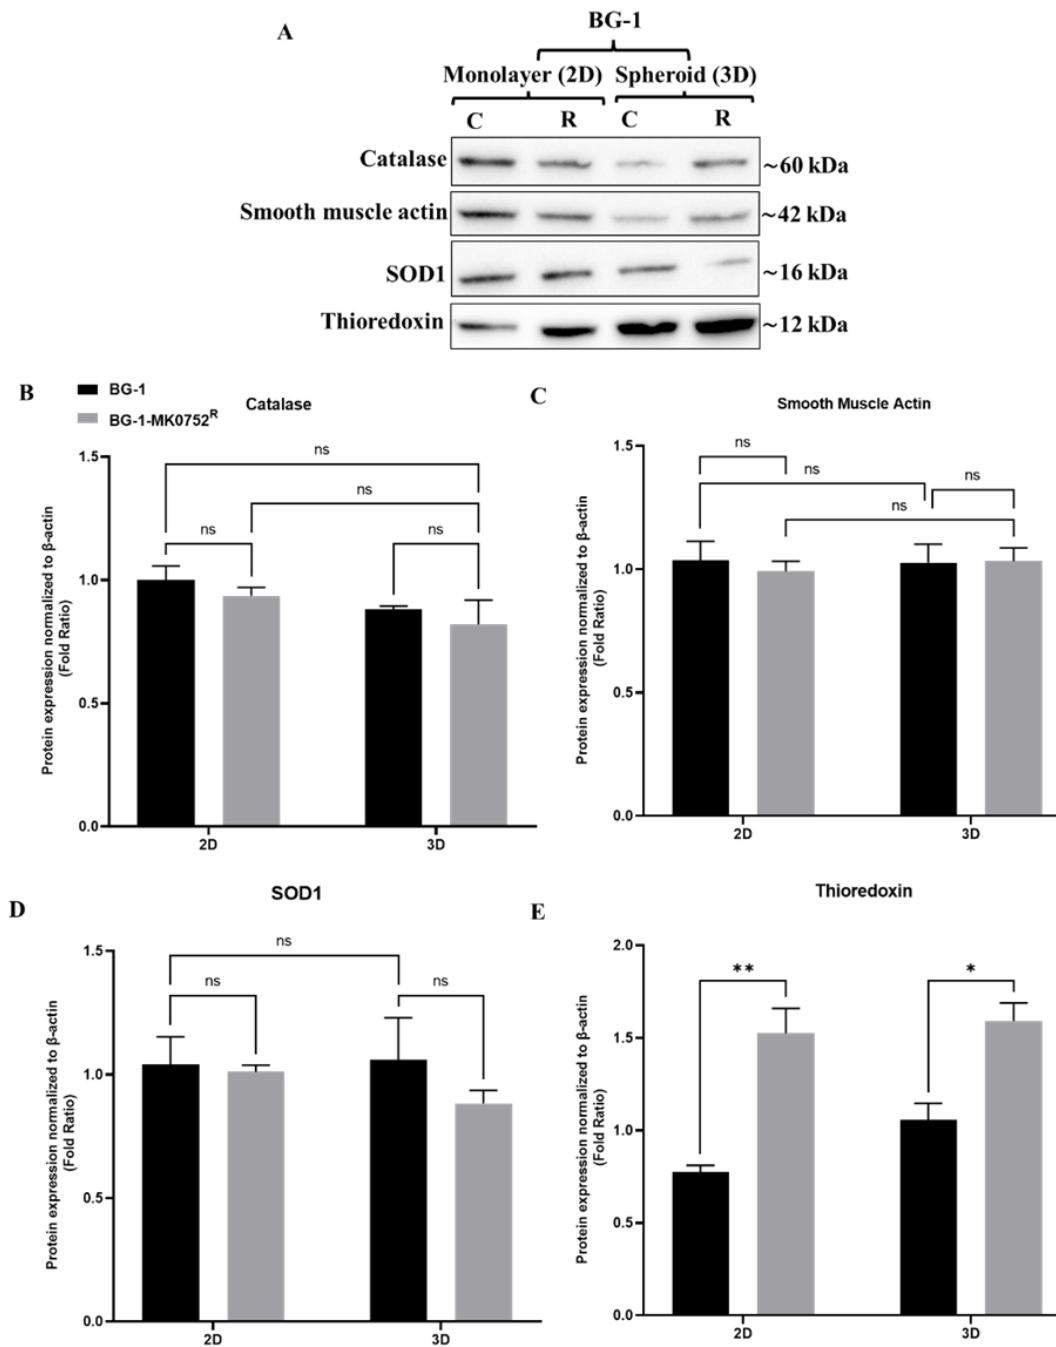 A
BG-1
Monolayer (2D) Spheroid (3D)
C R C R
Catalase ~60 kDa
Smooth muscle actin ~42 kDa
SOD1 ~16 kDa
Thioredoxin ~12 kDa
B
BG-1
BG-1-MK0752ᴿ
Catalase
Protein expression normalized to β-actin
(Fold Ratio)
1.5
1.0
0.5
0.0
ns
ns
ns
ns
2D 3D
C
Smooth Muscle Actin
Protein expression normalized to β-actin
(Fold Ratio)
1.5
1.0
0.5
0.0
ns
ns
ns
ns
2D 3D
D
SOD1
Protein expression normalized to β-actin
(Fold Ratio)
1.5
1.0
0.5
0.0
ns
ns
ns
2D 3D
E
Thioredoxin
Protein expression normalized to β-actin
(Fold Ratio)
2.0
1.5
1.0
0.5
0.0
** *
2D 3D